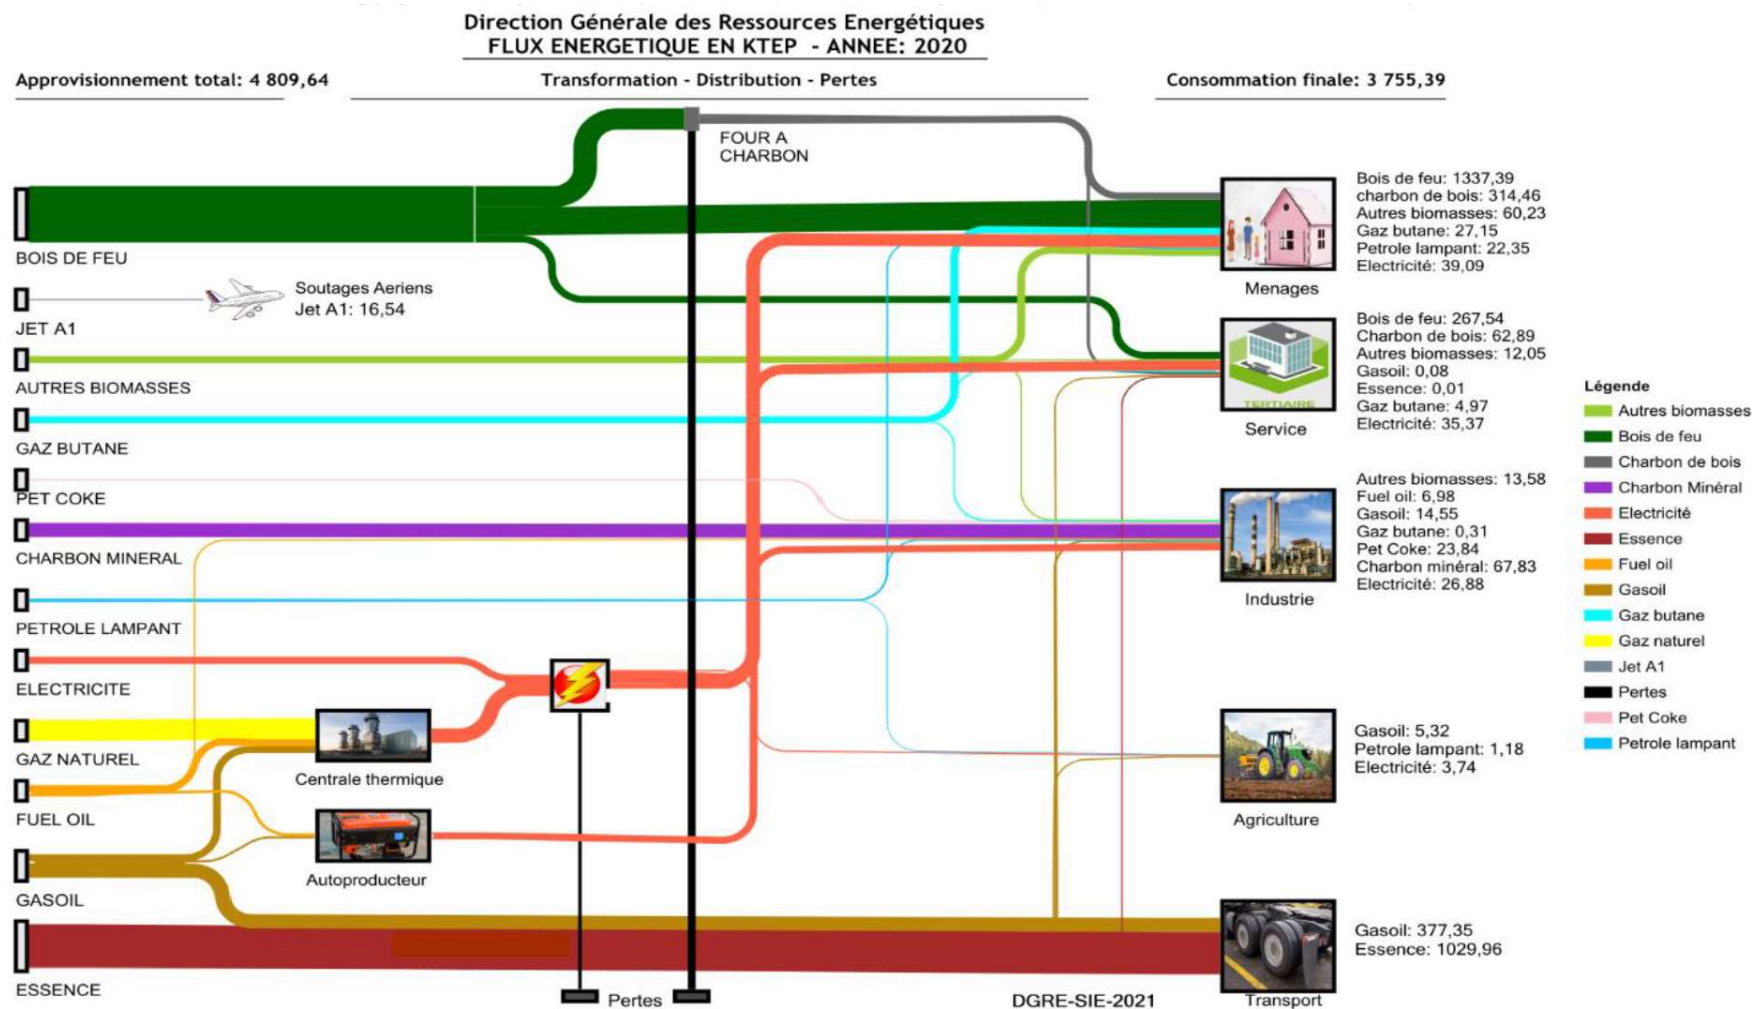 Direction Générale des Ressources Energétiques
FLUX ENERGETIQUE EN KTEP - ANNEE: 2020
Approvisionnement total: 4 809,64
Transformation - Distribution - Pertes
Consommation finale: 3 755,39
FOUR A
CHARBON
BOIS DE FEU
Soutages Aeriens
Jet A1: 16,54
JET A1
AUTRES BIOMASSES
GAZ BUTANE
PET COKE
CHARBON MINERAL
PETROLE LAMPANT
ELECTRICITE
GAZ NATUREL
Centrale thermique
FUEL OIL
Autoproducteur
GASOIL
ESSENCE
Pertes
DGRE-SIE-2021
Bois de feu: 1337,39
charbon de bois: 314,46
Autres biomasses: 60,23
Gaz butane: 27,15
Petrole lampant: 22,35
Electricité: 39,09
Menages
Bois de feu: 267,54
Charbon de bois: 62,89
Autres biomasses: 12,05
Gasoil: 0,08
Essence: 0,01
Gaz butane: 4,97
Electricité: 35,37
TERTIAIRE
Service
Autres biomasses: 13,58
Fuel oil: 6,98
Gasoil: 14,55
Gaz butane: 0,31
Pet Coke: 23,84
Charbon minéral: 67,83
Electricité: 26,88
Industrie
Gasoil: 5,32
Petrole lampant: 1,18
Electricité: 3,74
Agriculture
Gasoil: 377,35
Essence: 1029,96
Transport
Légende
Autres biomasses
Bois de feu
Charbon de bois
Charbon Minéral
Electricité
Essence
Fuel oil
Gasoil
Gaz butane
Gaz naturel
Jet A1
Pertes
Pet Coke
Petrole lampant